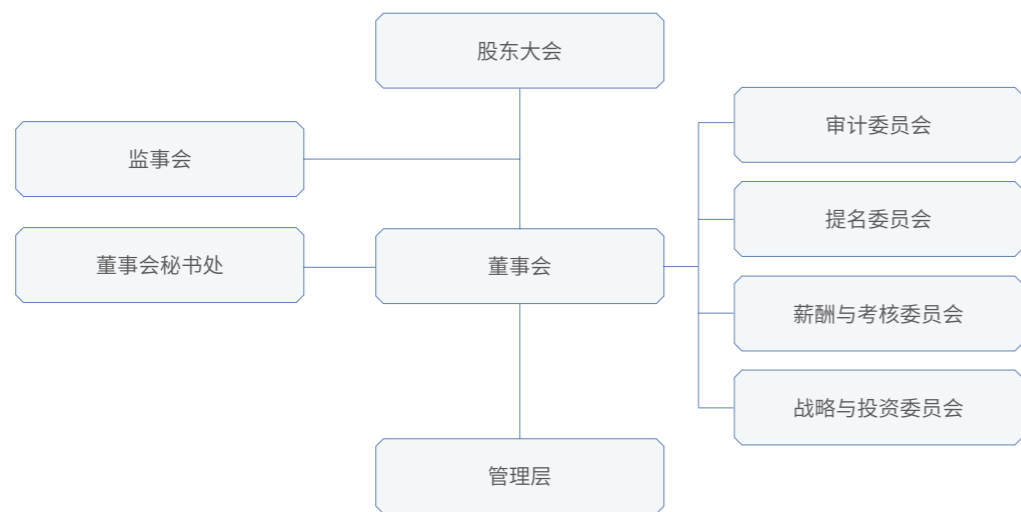 股东大会
审计委员会
监事会
提名委员会
董事会秘书处
董事会
薪酬与考核委员会
战略与投资委员会
管理层